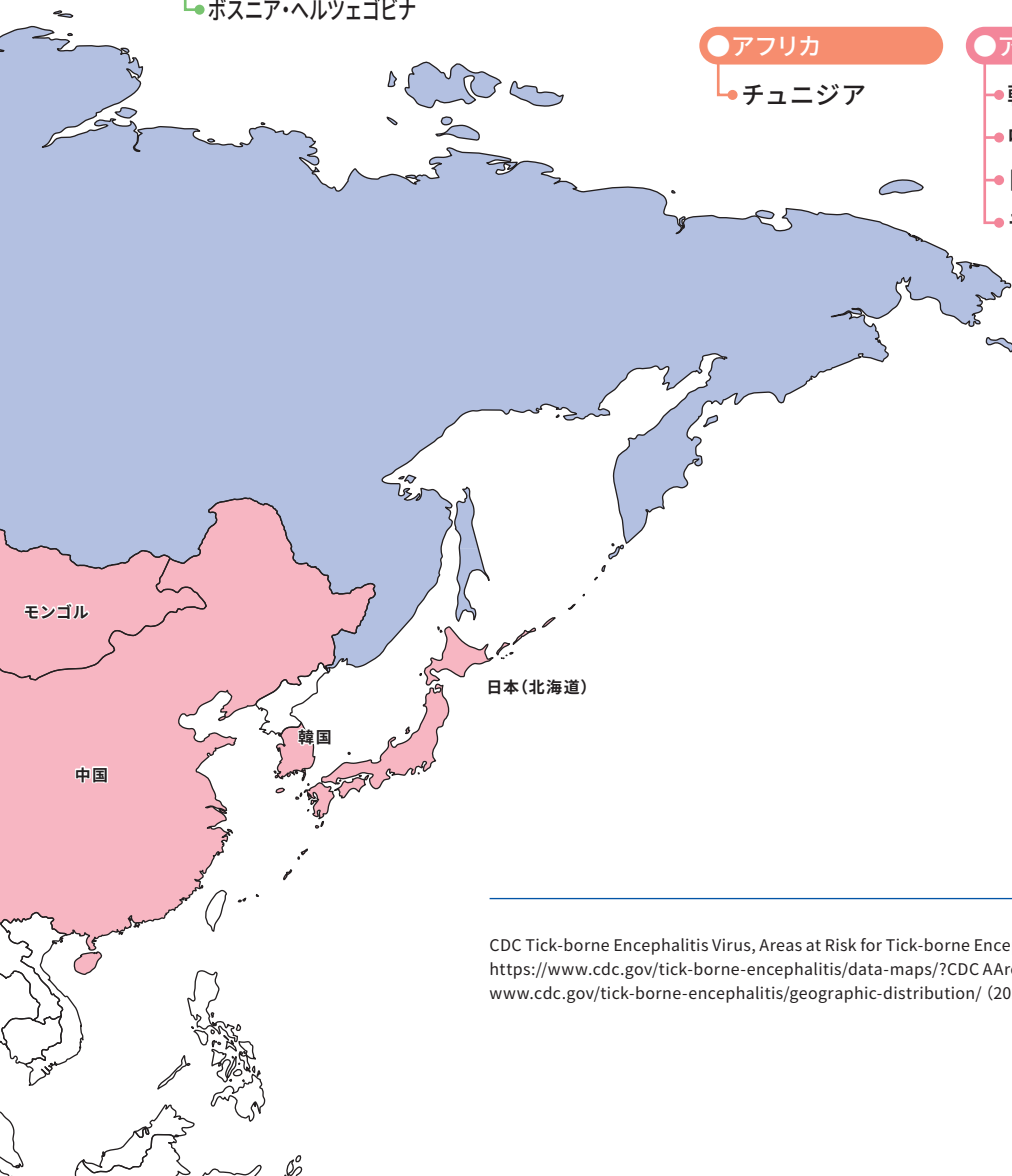 ボスニア・ヘルツェゴビナ
アフリカ
チュニジア
モンゴル
日本（北海道）
韓国
中国
CDC Tick-borne Encephalitis Virus, Areas at Risk for Tick-borne Ence
https://www.cdc.gov/tick-borne-encephalitis/data-maps/?CDC AAr
www.cdc.gov/tick-borne-encephalitis/geographic-distribution/（20